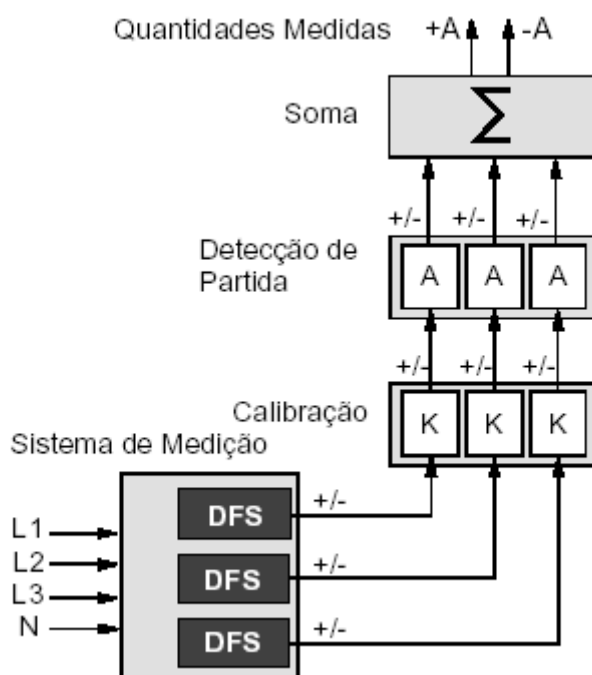 Quantidades Medidas +A -A
Soma Σ
+/- +/- +/-
Detecção de
Partida
A A A
+/- +/- +/-
Calibração
K K K
Sistema de Medição
DFS +/-
L1
L2
DFS +/-
L3
N
DFS +/-